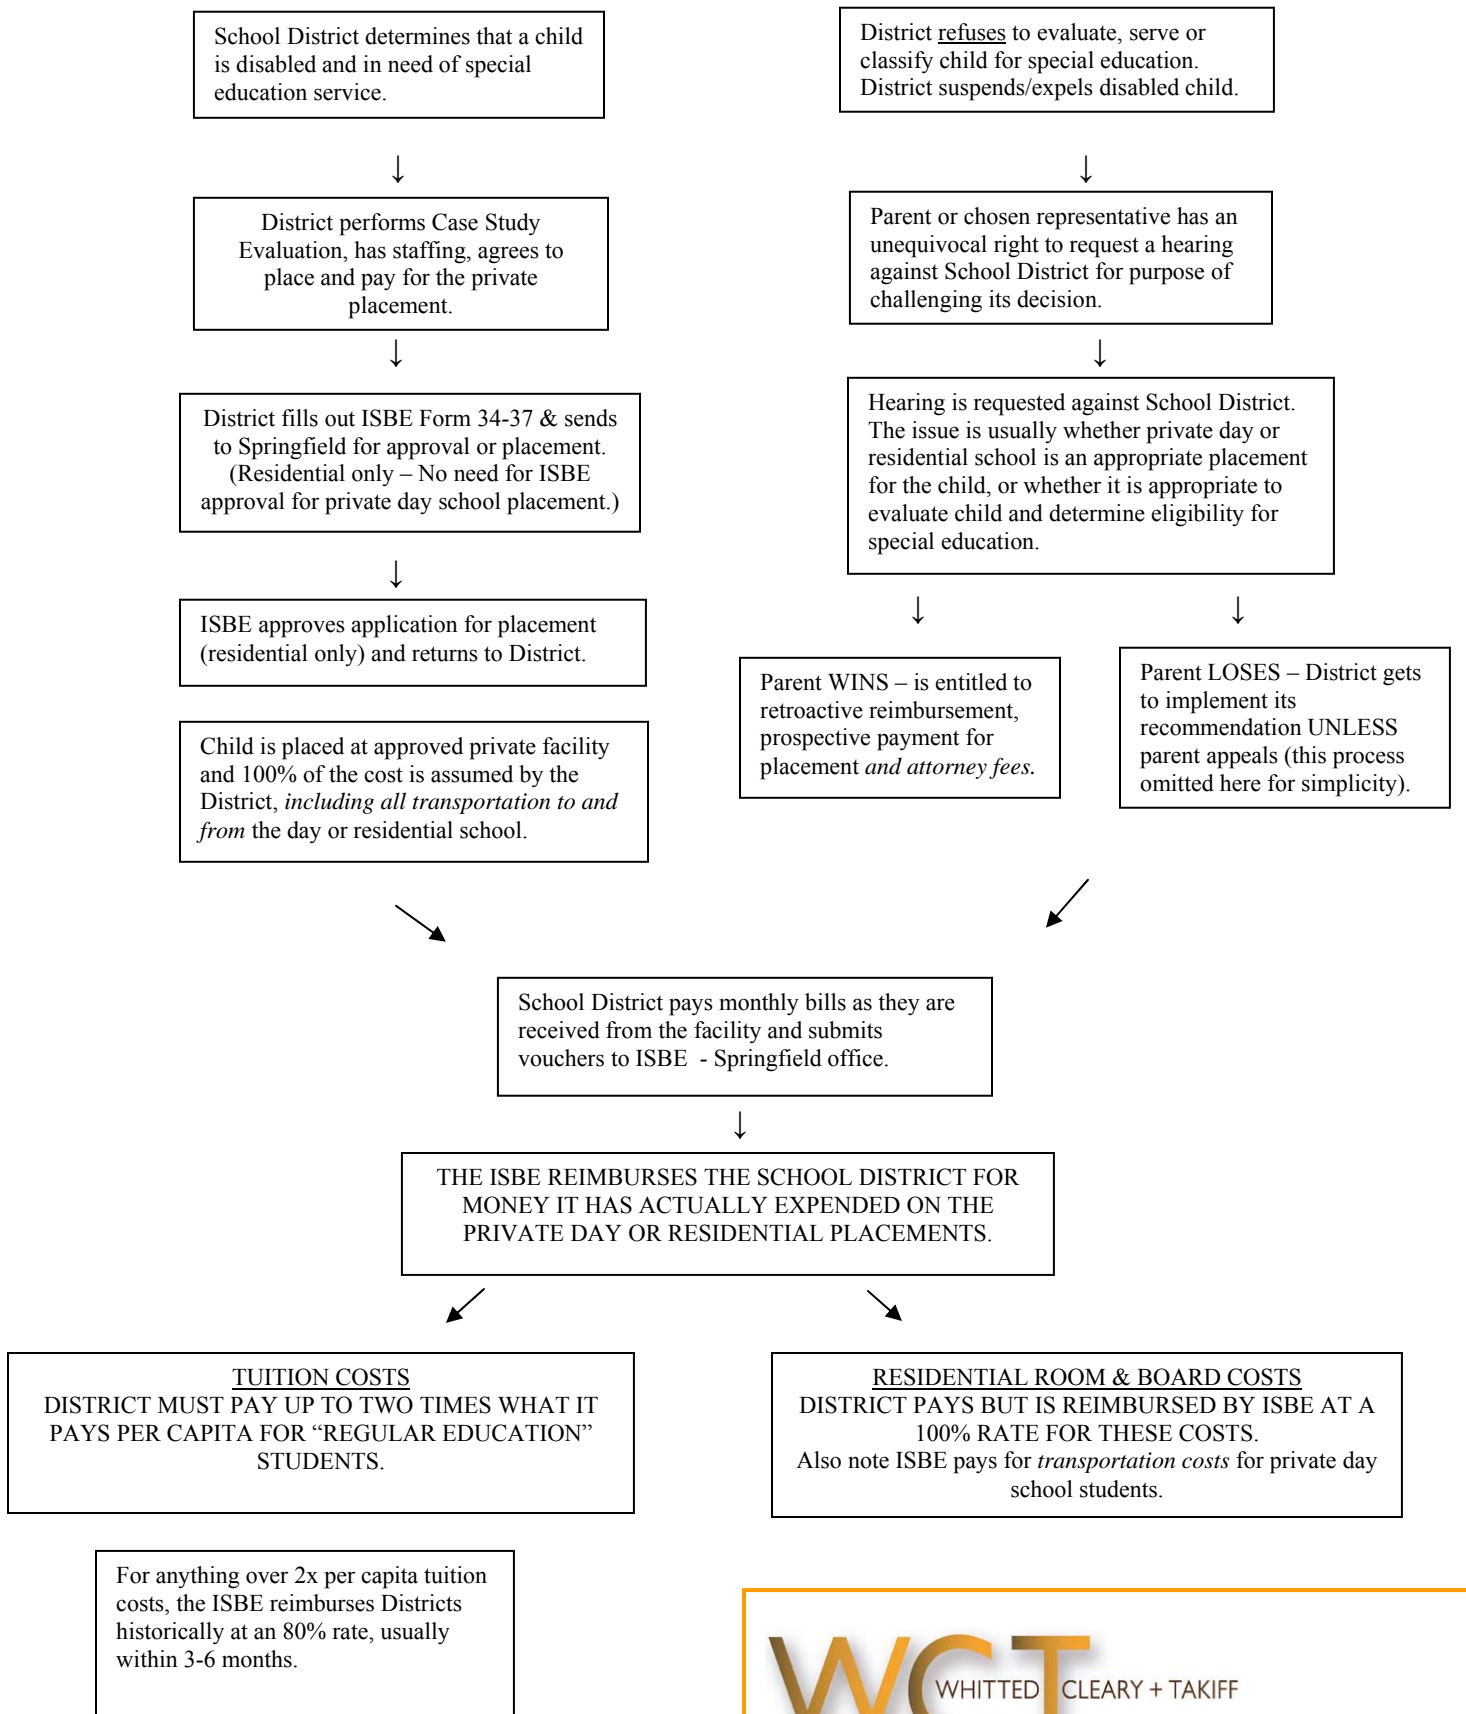 School District determines that a child
is disabled and in need of special
education service.
District refuses to evaluate, serve or
classify child for special education.
District suspends/expels disabled child.
↓
↓
District performs Case Study
Evaluation, has staffing, agrees to
place and pay for the private
placement.
Parent or chosen representative has an
unequivocal right to request a hearing
against School District for purpose of
challenging its decision.
↓
↓
District fills out ISBE Form 34-37 & sends
to Springfield for approval or placement.
(Residential only – No need for ISBE
approval for private day school placement.)
Hearing is requested against School District.
The issue is usually whether private day or
residential school is an appropriate placement
for the child, or whether it is appropriate to
evaluate child and determine eligibility for
special education.
↓
↓
↓
ISBE approves application for placement
(residential only) and returns to District.
Parent WINS – is entitled to
retroactive reimbursement,
prospective payment for
placement and attorney fees.
Parent LOSES – District gets
to implement its
recommendation UNLESS
parent appeals (this process
omitted here for simplicity).
Child is placed at approved private facility
and 100% of the cost is assumed by the
District, including all transportation to and
from the day or residential school.
School District pays monthly bills as they are
received from the facility and submits
vouchers to ISBE - Springfield office.
↓
THE ISBE REIMBURSES THE SCHOOL DISTRICT FOR
MONEY IT HAS ACTUALLY EXPENDED ON THE
PRIVATE DAY OR RESIDENTIAL PLACEMENTS.
TUITION COSTS
DISTRICT MUST PAY UP TO TWO TIMES WHAT IT
PAYS PER CAPITA FOR “REGULAR EDUCATION”
STUDENTS.
RESIDENTIAL ROOM & BOARD COSTS
DISTRICT PAYS BUT IS REIMBURSED BY ISBE AT A
100% RATE FOR THESE COSTS.
Also note ISBE pays for transportation costs for private day
school students.
For anything over 2x per capita tuition
costs, the ISBE reimburses Districts
historically at an 80% rate, usually
within 3-6 months.
WCT
WHITTED CLEARY + TAKIFF